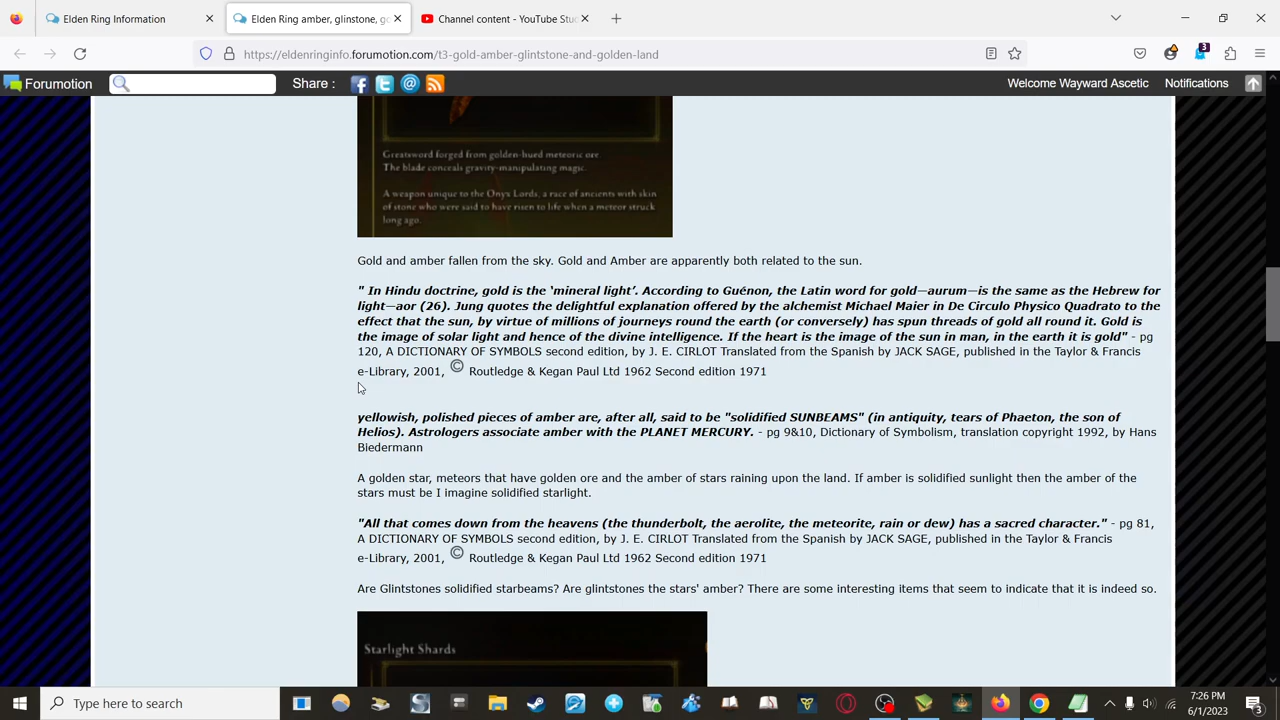 Elden Ring Information
Elden Ring amber, glinstone, go
Channel content - YouTube Stu
https://eldenringinfo.forumotion.com/t3-gold-amber-glintstone-and-golden-land
3
Forumotion
Share :
Welcome Wayward Ascetic
Notifications
Greatsword forged from golden-hued meteoric ore.
The blade conceals gravity-manipulating magic.
A weapon unique to the Onyx Lords, a race of ancients with skin
of stone who were said to have risen to life when a meteor struck
long ago.
Gold and amber fallen from the sky. Gold and Amber are apparently both related to the sun.
" In Hindu doctrine, gold is the ‘mineral light’. According to Guénon, the Latin word for gold—aurum—is the same as the Hebrew for
light—aor (26). Jung quotes the delightful explanation offered by the alchemist Michael Maier in De Circulo Physico Quadrato to the
effect that the sun, by virtue of millions of journeys round the earth (or conversely) has spun threads of gold all round it. Gold is
the image of solar light and hence of the divine intelligence. If the heart is the image of the sun in man, in the earth it is gold" - pg
120, A DICTIONARY OF SYMBOLS second edition, by J. E. CIRLOT Translated from the Spanish by JACK SAGE, published in the Taylor & Francis
e-Library, 2001, © Routledge & Kegan Paul Ltd 1962 Second edition 1971
yellowish, polished pieces of amber are, after all, said to be "solidified SUNBEAMS" (in antiquity, tears of Phaeton, the son of
Helios). Astrologers associate amber with the PLANET MERCURY. - pg 9&10, Dictionary of Symbolism, translation copyright 1992, by Hans
Biedermann
A golden star, meteors that have golden ore and the amber of stars raining upon the land. If amber is solidified sunlight then the amber of the
stars must be I imagine solidified starlight.
"All that comes down from the heavens (the thunderbolt, the aerolite, the meteorite, rain or dew) has a sacred character." - pg 81,
A DICTIONARY OF SYMBOLS second edition, by J. E. CIRLOT Translated from the Spanish by JACK SAGE, published in the Taylor & Francis
e-Library, 2001, © Routledge & Kegan Paul Ltd 1962 Second edition 1971
Are Glintstones solidified starbeams? Are glintstones the stars' amber? There are some interesting items that seem to indicate that it is indeed so.
Starlight Shards
Type here to search
7:26 PM
6/1/2023
3